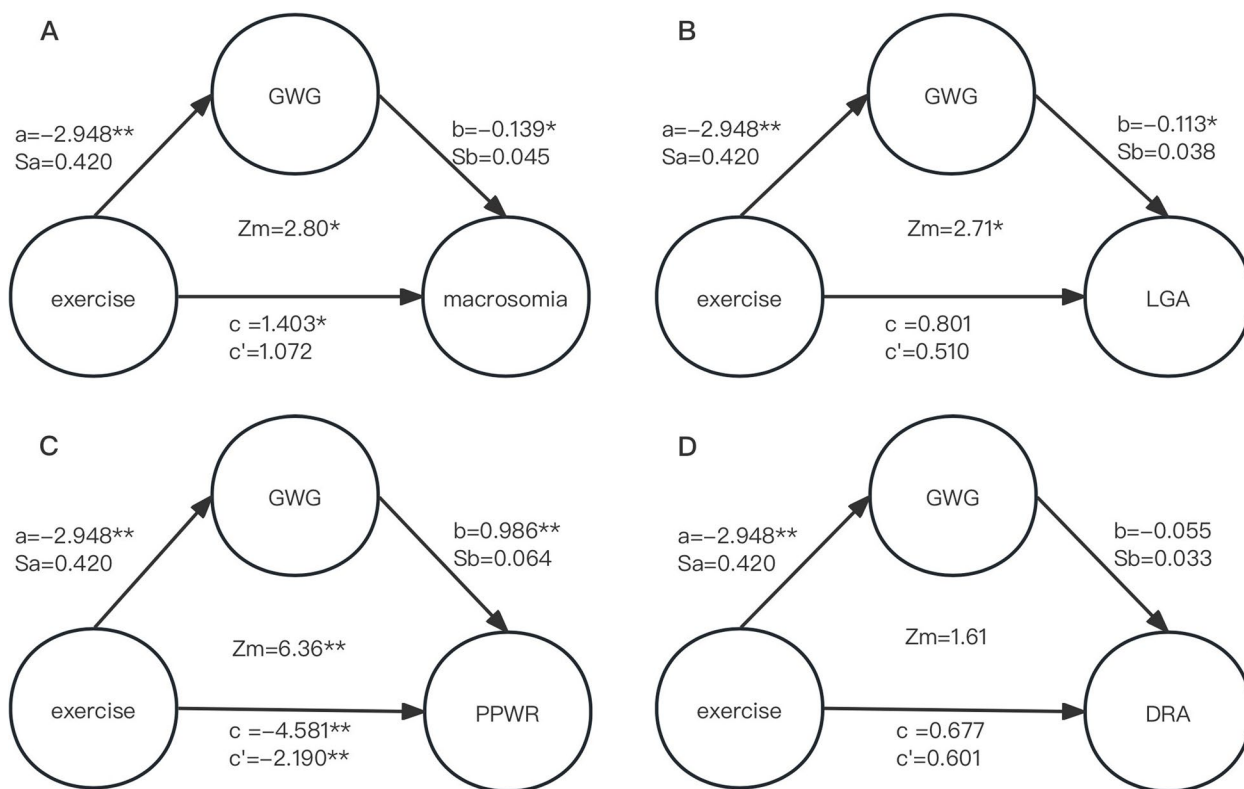 A
GWG
a=−2.948**
Sa=0.420
b=−0.139*
Sb=0.045
Zm=2.80*
exercise
macrosomia
c =1.403*
c'=1.072
B
GWG
a=−2.948**
Sa=0.420
b=−0.113*
Sb=0.038
Zm=2.71*
exercise
LGA
c =0.801
c'=0.510
C
GWG
a=−2.948**
Sa=0.420
b=0.986**
Sb=0.064
Zm=6.36**
exercise
PPWR
c =−4.581**
c'=−2.190**
D
GWG
a=−2.948**
Sa=0.420
b=−0.055
Sb=0.033
Zm=1.61
exercise
DRA
c =0.677
c'=0.601